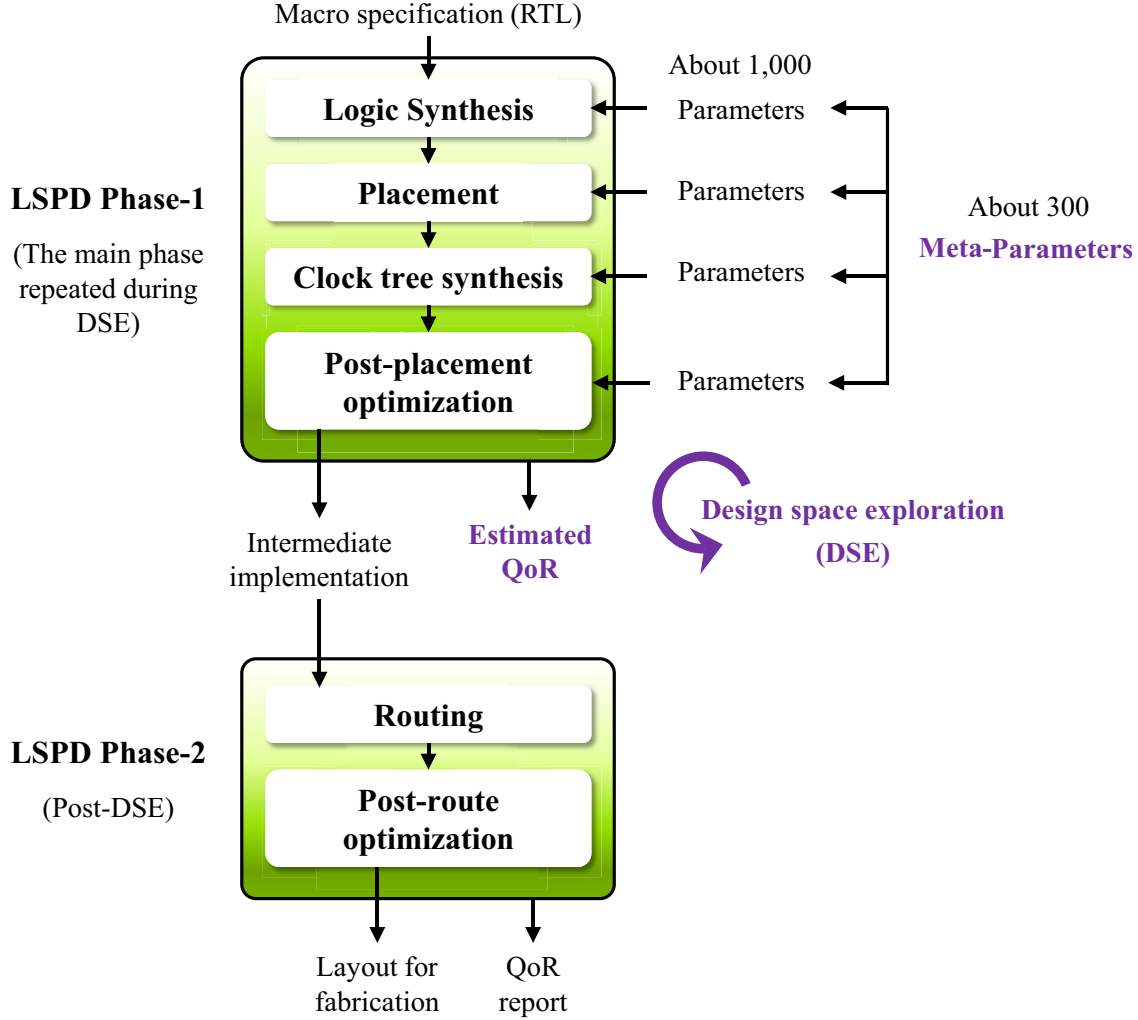 Macro specification (RTL)
About 1,000
Logic Synthesis
Parameters
LSPD Phase-1
(The main phase
repeated during
DSE)
Placement
Parameters
About 300
Meta-Parameters
Clock tree synthesis
Parameters
Post-placement
optimization
Parameters
Intermediate
implementation
Estimated
QoR
Design space exploration
(DSE)
LSPD Phase-2
(Post-DSE)
Routing
Post-route
optimization
Layout for
fabrication
QoR
report